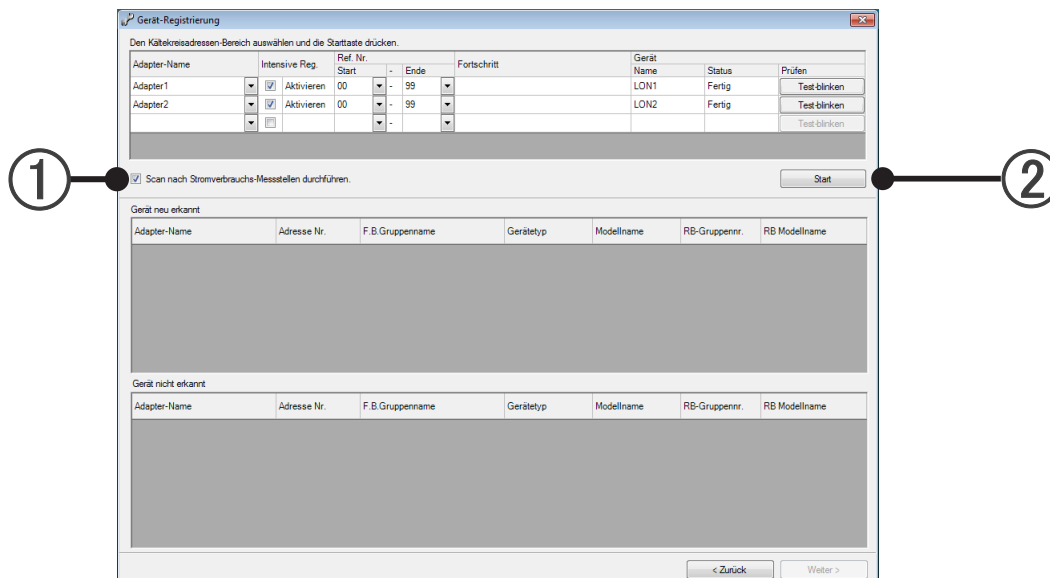 Gerät-Registrierung
Den Kältekreisadressen-Bereich auswählen und die Starttaste drücken.
Adapter-Name Intensive Reg. Ref. Nr. Fortschritt Gerät
Start - Ende Name Status Prüfen
Adapter1 Aktivieren 00 - 99 LON1 Fertig Test-blinken
Adapter2 Aktivieren 00 - 99 LON2 Fertig Test-blinken
- Test-blinken
① Scan nach Stromverbrauchs-Messstellen durchführen. Start ②
Gerät neu erkannt
Adapter-Name Adresse Nr. F.B.Gruppenname Gerätetyp Modellname RB-Gruppennr. RB Modellname
Gerät nicht erkannt
Adapter-Name Adresse Nr. F.B.Gruppenname Gerätetyp Modellname RB-Gruppennr. RB Modellname
< Zurück Weiter >